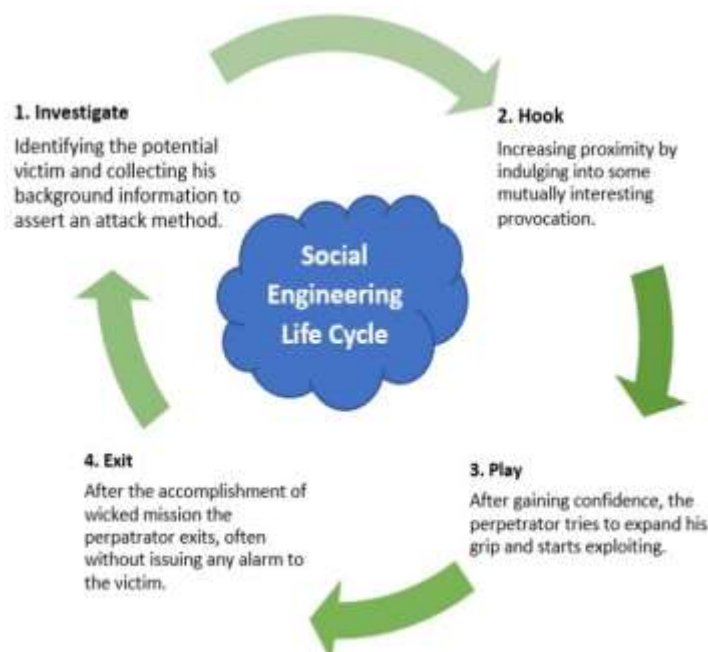 1. Investigate
Identifying the potential
victim and collecting his
background information to
assert an attack method.
2. Hook
Increasing proximity by
indulging into some
mutually interesting
provocation.
Social
Engineering
Life Cycle
3. Play
After gaining confidence, the
perpetrator tries to expand his
grip and starts exploiting.
4. Exit
After the accomplishment of
wicked mission the
perpatrator exits, often
without issuing any alarm to
the victim.